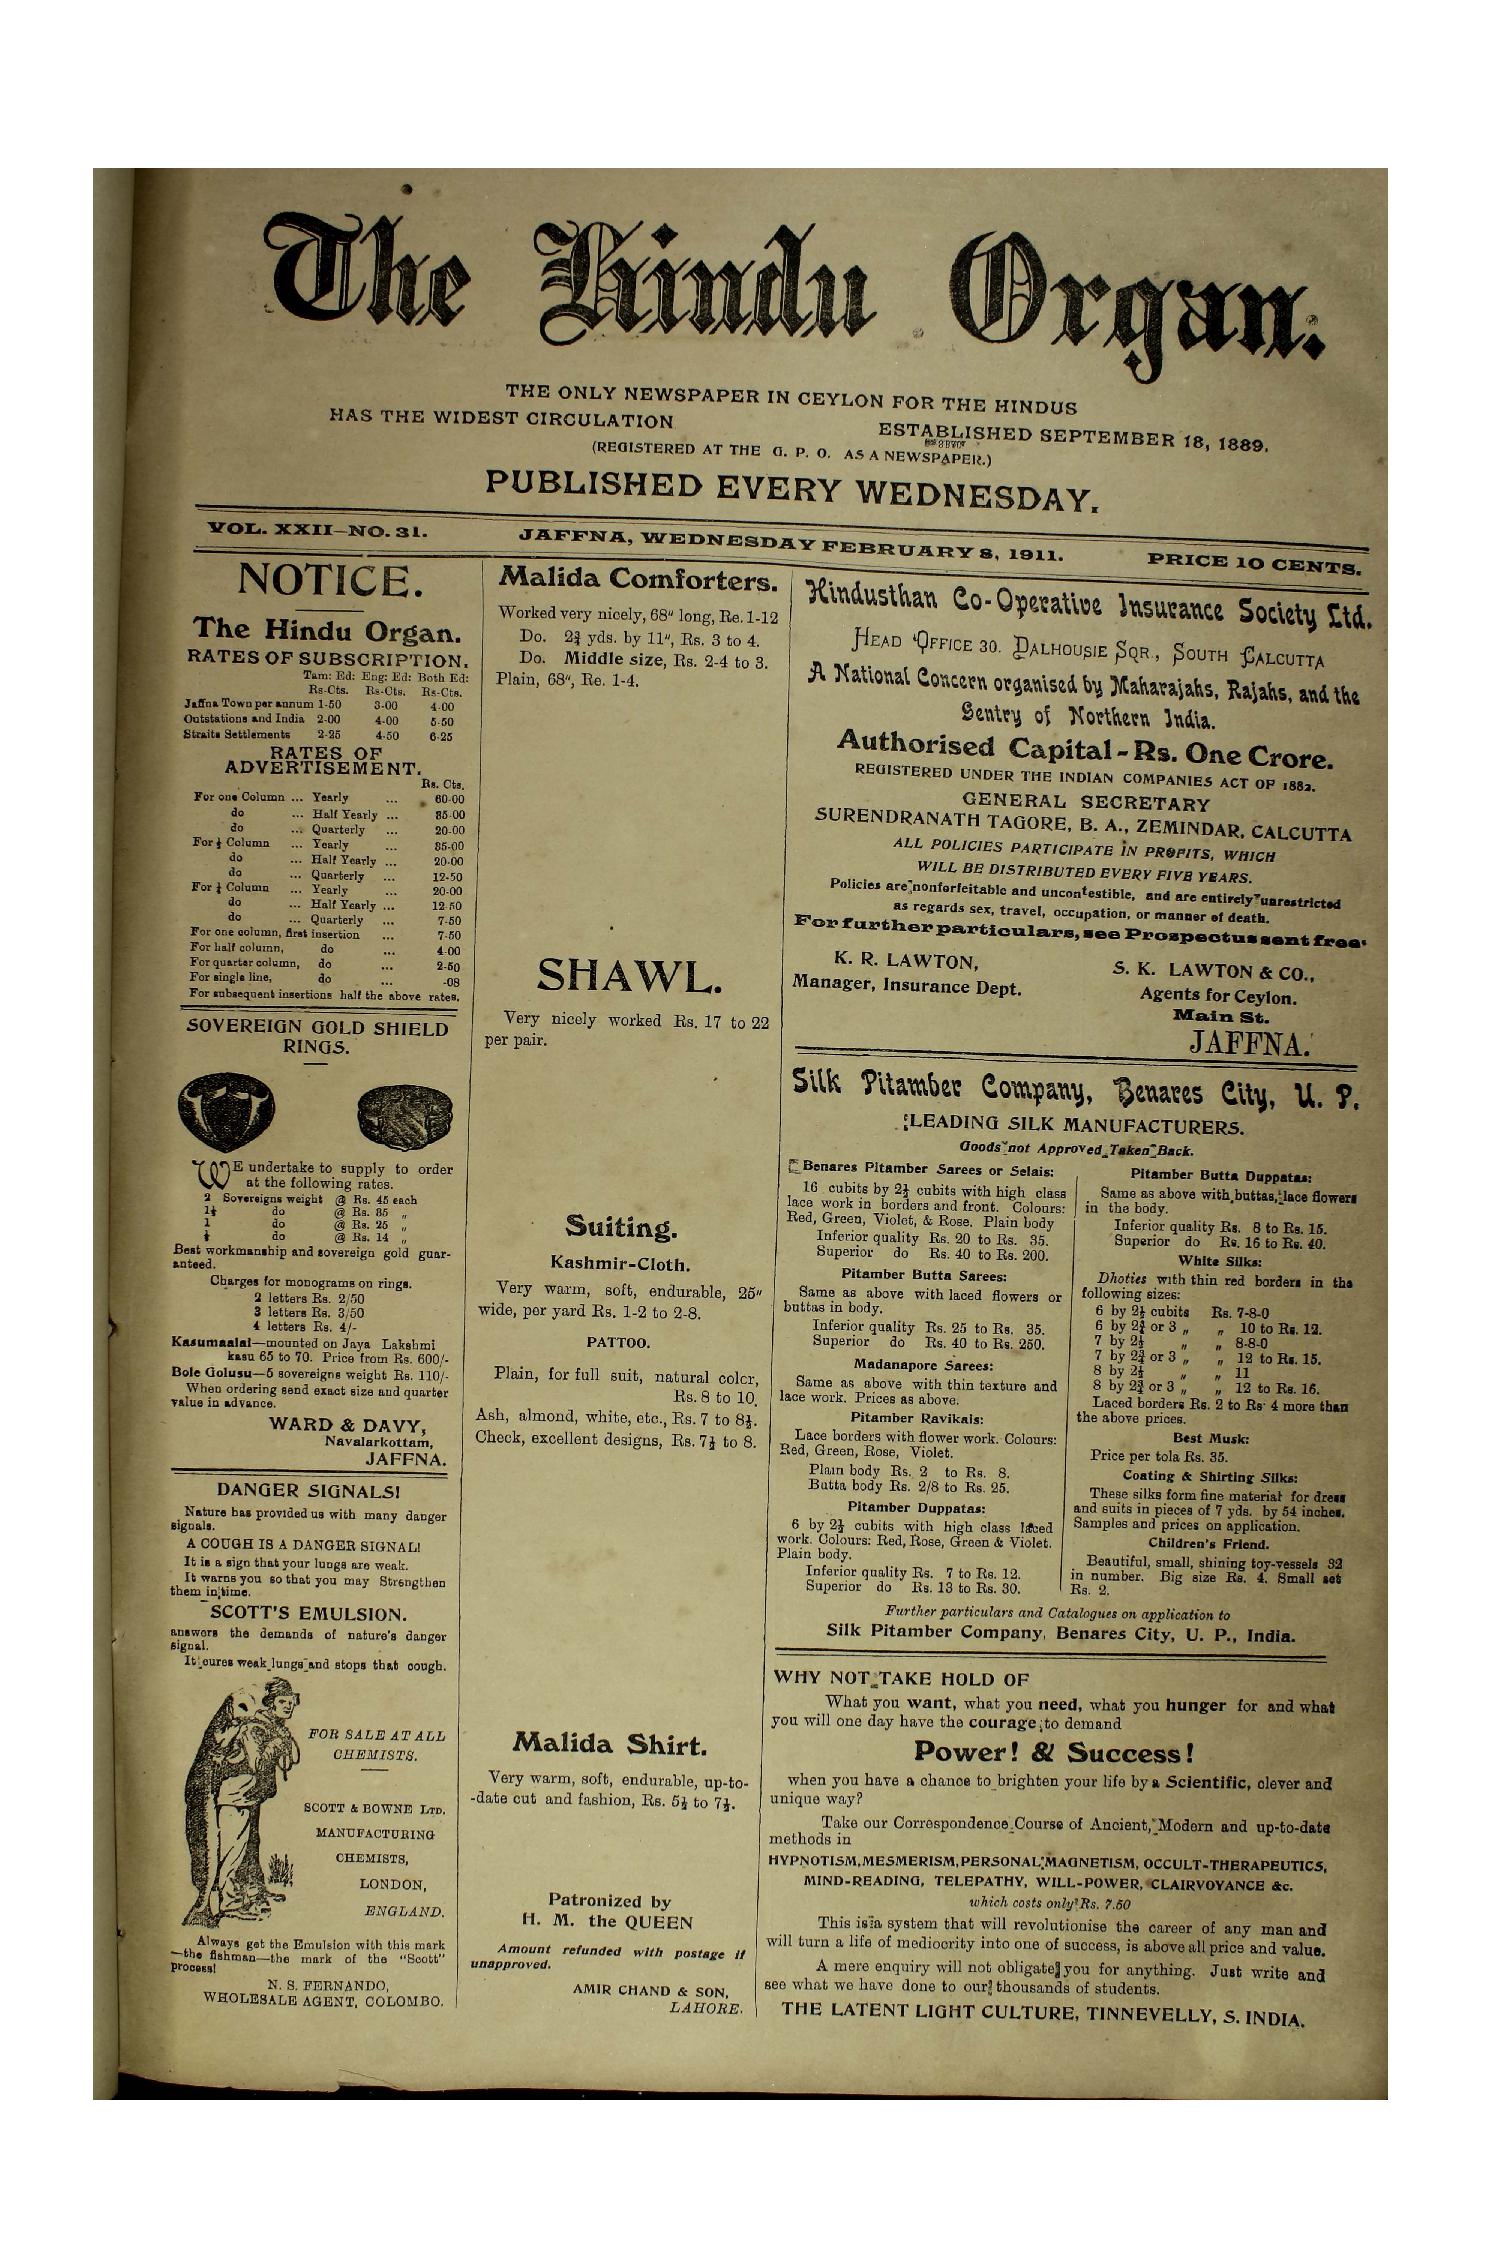 The Hindu Organ.
THE ONLY NEWSPAPER IN CEYLON FOR THE HINDUS
HAS THE WIDEST CIRCULATION
ESTABLISHED SEPTEMBER 18, 1889.
(REGISTERED AT THE G. P. O. AS A NEWSPAPER.)
PUBLISHED EVERY WEDNESDAY.
VOL. XXII—NO. 31. JAFFNA, WEDNESDAY FEBRUARY 8, 1911. PRICE 10 CENTS.
NOTICE.
The Hindu Organ.
RATES OF SUBSCRIPTION.
Tam: Ed: Eng: Ed: Both Ed:
Rs-Cts. Rs-Cts. Rs-Cts.
Jaffna Town per annum 1-50 3-00 4-00
Outstations and India 2-00 4-00 5-50
Straits Settlements 2-25 4-50 6-25
RATES OF
ADVERTISEMENT.
Rs. Cts.
For one Column ... Yearly ... 60-00
do ... Half Yearly ... 35-00
do ... Quarterly ... 20-00
For ½ Column ... Yearly ... 35-00
do ... Half Yearly ... 20-00
do ... Quarterly ... 12-50
For ¼ Column ... Yearly ... 20-00
do ... Half Yearly ... 12-50
do ... Quarterly ... 7-50
For one column, first insertion ... 7-50
For half column, do ... 4-00
For quarter column, do ... 2-50
For single line, do ... -08
For subsequent insertions half the above rates.
SOVEREIGN GOLD SHIELD
RINGS.
WE undertake to supply to order
at the following rates.
2 Sovereigns weight @ Rs. 45 each
1½ do @ Rs. 35 „
1 do @ Rs. 25 „
½ do @ Rs. 14 „
Best workmanship and sovereign gold guar-
anteed.
Charges for monograms on rings.
2 letters Rs. 2/50
3 letters Rs. 3/50
4 letters Rs. 4/-
Kasumaalai—mounted on Jaya Lakshmi
kasu 65 to 70. Price from Rs. 600/-
Bole Golusu—5 sovereigns weight Rs. 110/-
When ordering send exact size and quarter
value in advance.
WARD & DAVY,
Navalarkottam,
JAFFNA.
DANGER SIGNALS!
Nature has provided us with many danger
signals.
A COUGH IS A DANGER SIGNAL!
It is a sign that your lungs are weak.
It warns you so that you may Strengthen
them in time.
SCOTT'S EMULSION.
answers the demands of nature's danger
signal.
It cures weak lungs and stops that cough.
FOR SALE AT ALL
CHEMISTS.
SCOTT & BOWNE LTD.
MANUFACTURING
CHEMISTS,
LONDON,
ENGLAND.
Always get the Emulsion with this mark
—the fishman—the mark of the "Scott"
process!
N. S. FERNANDO,
WHOLESALE AGENT, COLOMBO.
Malida Comforters.
Worked very nicely, 68" long, Re. 1-12
Do. 2¾ yds. by 11", Rs. 3 to 4.
Do. Middle size, Rs. 2-4 to 3.
Plain, 68", Re. 1-4.
SHAWL.
Very nicely worked Rs. 17 to 22
per pair.
Suiting.
Kashmir-Cloth.
Very warm, soft, endurable, 25"
wide, per yard Rs. 1-2 to 2-8.
PATTOO.
Plain, for full suit, natural color,
Rs. 8 to 10.
Ash, almond, white, etc., Rs. 7 to 8½.
Check, excellent designs, Rs. 7½ to 8.
Malida Shirt.
Very warm, soft, endurable, up-to-
-date cut and fashion, Rs. 5½ to 7½.
Patronized by
H. M. the QUEEN
Amount refunded with postage if
unapproved.
AMIR CHAND & SON,
LAHORE.
Hindusthan Co-Operative Insurance Society Ltd.
HEAD OFFICE 30. DALHOUSIE SQR., SOUTH CALCUTTA
A National Concern organised by Maharajahs, Rajahs, and the
Gentry of Northern India.
Authorised Capital - Rs. One Crore.
REGISTERED UNDER THE INDIAN COMPANIES ACT OF 1882.
GENERAL SECRETARY
SURENDRANATH TAGORE, B. A., ZEMINDAR, CALCUTTA
ALL POLICIES PARTICIPATE IN PROFITS, WHICH
WILL BE DISTRIBUTED EVERY FIVE YEARS.
Policies are nonforfeitable and uncontestible, and are entirely unrestricted
as regards sex, travel, occupation, or manner of death.
For further particulars, see Prospectus sent free.
K. R. LAWTON,
Manager, Insurance Dept.
S. K. LAWTON & CO.,
Agents for Ceylon.
Main St.
JAFFNA.
Silk Pitamber Company, Benares City, U. P.
LEADING SILK MANUFACTURERS.
Goods not Approved Taken Back.
Benares Pitamber Sarees or Selais:
16 cubits by 2½ cubits with high class
lace work in borders and front. Colours:
Red, Green, Violet, & Rose. Plain body
Inferior quality Rs. 20 to Rs. 35.
Superior do Rs. 40 to Rs. 200.
Pitamber Butta Sarees:
Same as above with laced flowers or
buttas in body.
Inferior quality Rs. 25 to Rs. 35.
Superior do Rs. 40 to Rs. 250.
Madanapore Sarees:
Same as above with thin texture and
lace work. Prices as above.
Pitamber Ravikais:
Lace borders with flower work. Colours:
Red, Green, Rose, Violet.
Plain body Rs. 2 to Rs. 8.
Butta body Rs. 2/8 to Rs. 25.
Pitamber Duppatas:
6 by 2½ cubits with high class laced
work. Colours: Red, Rose, Green & Violet.
Plain body.
Inferior quality Rs. 7 to Rs. 12.
Superior do Rs. 13 to Rs. 30.
Pitamber Butta Duppatas:
Same as above with buttas, lace flowers
in the body.
Inferior quality Rs. 8 to Rs. 15.
Superior do Rs. 16 to Rs. 40.
White Silks:
Dhoties with thin red borders in the
following sizes:
6 by 2½ cubits Rs. 7-8-0
6 by 2¾ or 3 „ „ 10 to Rs. 12.
7 by 2½ „ „ 8-8-0
7 by 2¾ or 3 „ „ 12 to Rs. 15.
8 by 2½ „ „ 11
8 by 2¾ or 3 „ „ 12 to Rs. 16.
Laced borders Rs. 2 to Rs. 4 more than
the above prices.
Best Musk:
Price per tola Rs. 35.
Coating & Shirting Silks:
These silks form fine material for dress
and suits in pieces of 7 yds. by 54 inches.
Samples and prices on application.
Children's Friend.
Beautiful, small, shining toy-vessels 32
in number. Big size Rs. 4. Small set
Rs. 2.
Further particulars and Catalogues on application to
Silk Pitamber Company, Benares City, U. P., India.
WHY NOT TAKE HOLD OF
What you want, what you need, what you hunger for and what
you will one day have the courage to demand
Power! & Success!
when you have a chance to brighten your life by a Scientific, clever and
unique way?
Take our Correspondence Course of Ancient, Modern and up-to-date
methods in
HYPNOTISM, MESMERISM, PERSONAL MAGNETISM, OCCULT-THERAPEUTICS,
MIND-READING, TELEPATHY, WILL-POWER, CLAIRVOYANCE &c.
which costs only Rs. 7.50
This is a system that will revolutionise the career of any man and
will turn a life of mediocrity into one of success, is above all price and value.
A mere enquiry will not obligate you for anything. Just write and
see what we have done to our thousands of students.
THE LATENT LIGHT CULTURE, TINNEVELLY, S. INDIA.